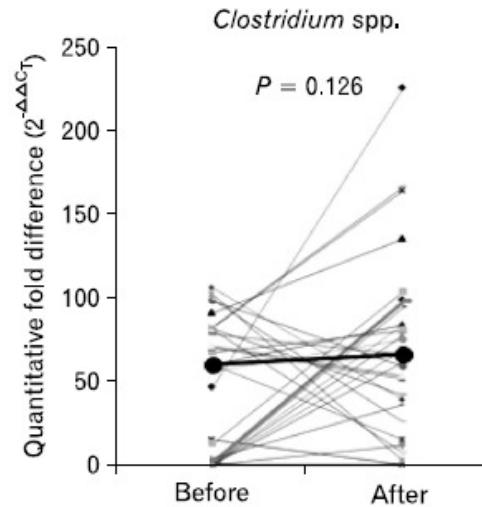 Clostridium spp.
P = 0.126
Quantitative fold difference (2^-ΔΔCT)
250
200
150
100
50
0
Before After